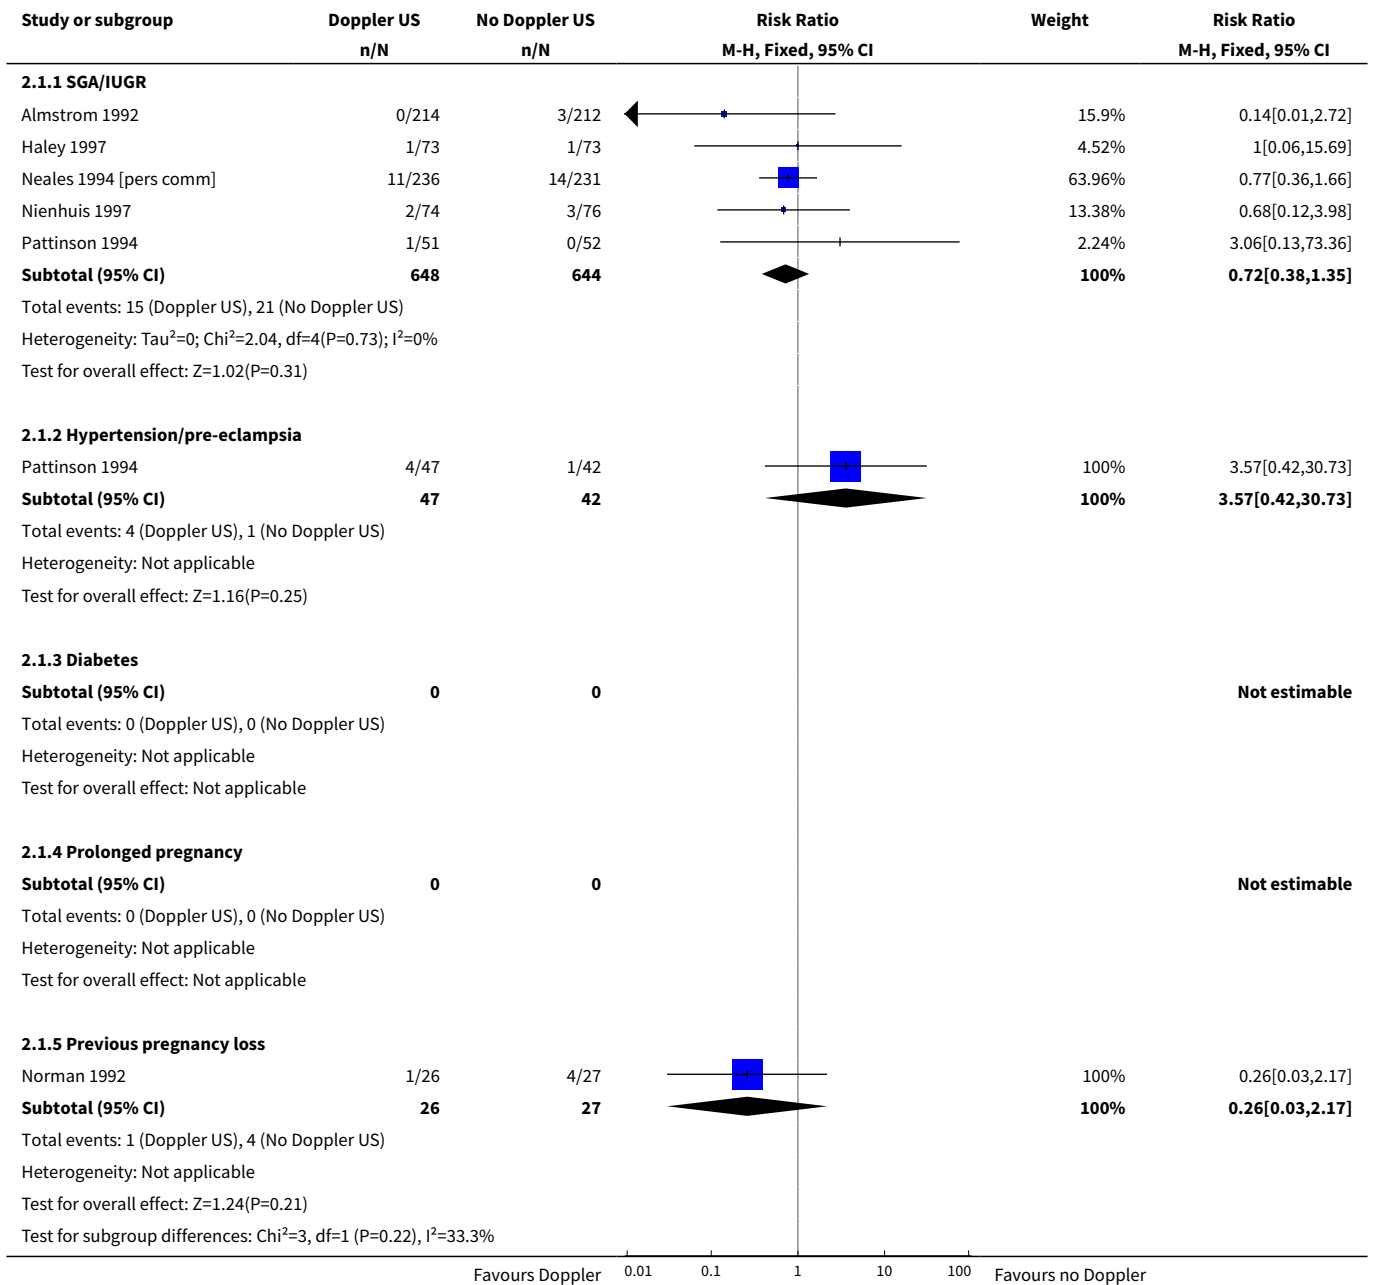 Study or subgroup Doppler US No Doppler US Risk Ratio Weight Risk Ratio
n/N n/N M-H, Fixed, 95% CI M-H, Fixed, 95% CI
2.1.1 SGA/IUGR
Almstrom 1992 0/214 3/212 15.9% 0.14[0.01,2.72]
Haley 1997 1/73 1/73 4.52% 1[0.06,15.69]
Neales 1994 [pers comm] 11/236 14/231 63.96% 0.77[0.36,1.66]
Nienhuis 1997 2/74 3/76 13.38% 0.68[0.12,3.98]
Pattinson 1994 1/51 0/52 2.24% 3.06[0.13,73.36]
Subtotal (95% CI) 648 644 100% 0.72[0.38,1.35]
Total events: 15 (Doppler US), 21 (No Doppler US)
Heterogeneity: Tau²=0; Chi²=2.04, df=4(P=0.73); I²=0%
Test for overall effect: Z=1.02(P=0.31)
2.1.2 Hypertension/pre-eclampsia
Pattinson 1994 4/47 1/42 100% 3.57[0.42,30.73]
Subtotal (95% CI) 47 42 100% 3.57[0.42,30.73]
Total events: 4 (Doppler US), 1 (No Doppler US)
Heterogeneity: Not applicable
Test for overall effect: Z=1.16(P=0.25)
2.1.3 Diabetes
Subtotal (95% CI) 0 0 Not estimable
Total events: 0 (Doppler US), 0 (No Doppler US)
Heterogeneity: Not applicable
Test for overall effect: Not applicable
2.1.4 Prolonged pregnancy
Subtotal (95% CI) 0 0 Not estimable
Total events: 0 (Doppler US), 0 (No Doppler US)
Heterogeneity: Not applicable
Test for overall effect: Not applicable
2.1.5 Previous pregnancy loss
Norman 1992 1/26 4/27 100% 0.26[0.03,2.17]
Subtotal (95% CI) 26 27 100% 0.26[0.03,2.17]
Total events: 1 (Doppler US), 4 (No Doppler US)
Heterogeneity: Not applicable
Test for overall effect: Z=1.24(P=0.21)
Test for subgroup differences: Chi²=3, df=1 (P=0.22), I²=33.3%
Favours Doppler 0.01 0.1 1 10 100 Favours no Doppler